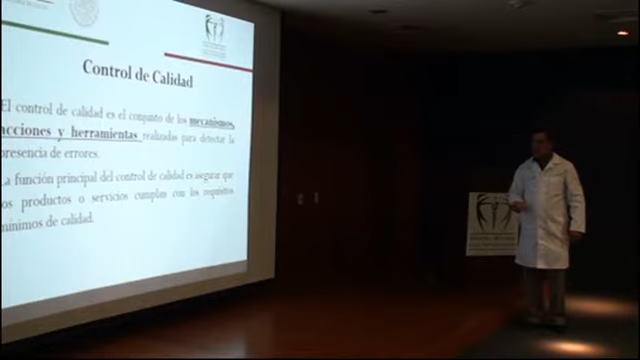 Control de Calidad
El control de calidad es el conjunto de los mecanismos,
acciones y herramientas realizadas para detectar la
presencia de errores.
La función principal del control de calidad es asegurar que
los productos o servicios cumplan con los requisitos
mínimos de calidad.